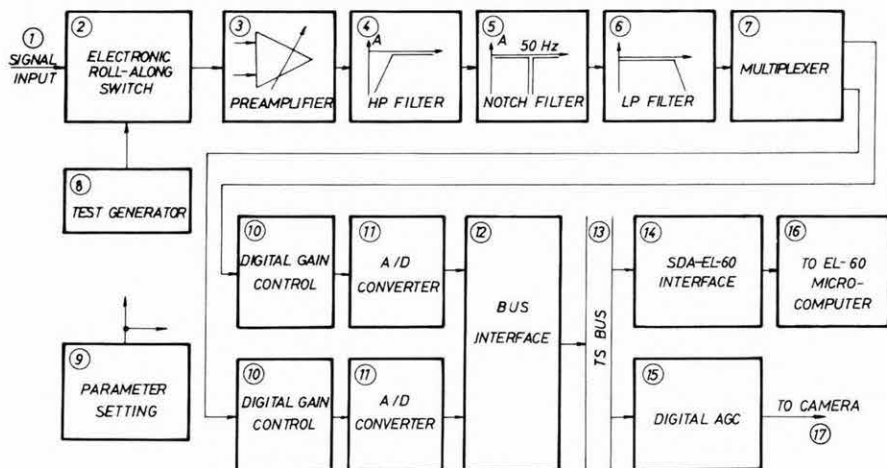 ①
SIGNAL
INPUT
②
ELECTRONIC
ROLL-ALONG
SWITCH
③
PREAMPLIFIER
④
A
HP FILTER
⑤
A
50 Hz
NOTCH FILTER
⑥
LP FILTER
⑦
MULTIPLEXER
⑧
TEST GENERATOR
⑨
PARAMETER
SETTING
⑩
DIGITAL GAIN
CONTROL
⑪
A/D
CONVERTER
⑩
DIGITAL GAIN
CONTROL
⑪
A/D
CONVERTER
⑫
BUS
INTERFACE
⑬
TS BUS
⑭
SDA-EL-60
INTERFACE
⑯
TO EL-60
MICRO-
COMPUTER
⑮
DIGITAL AGC
TO CAMERA
⑰